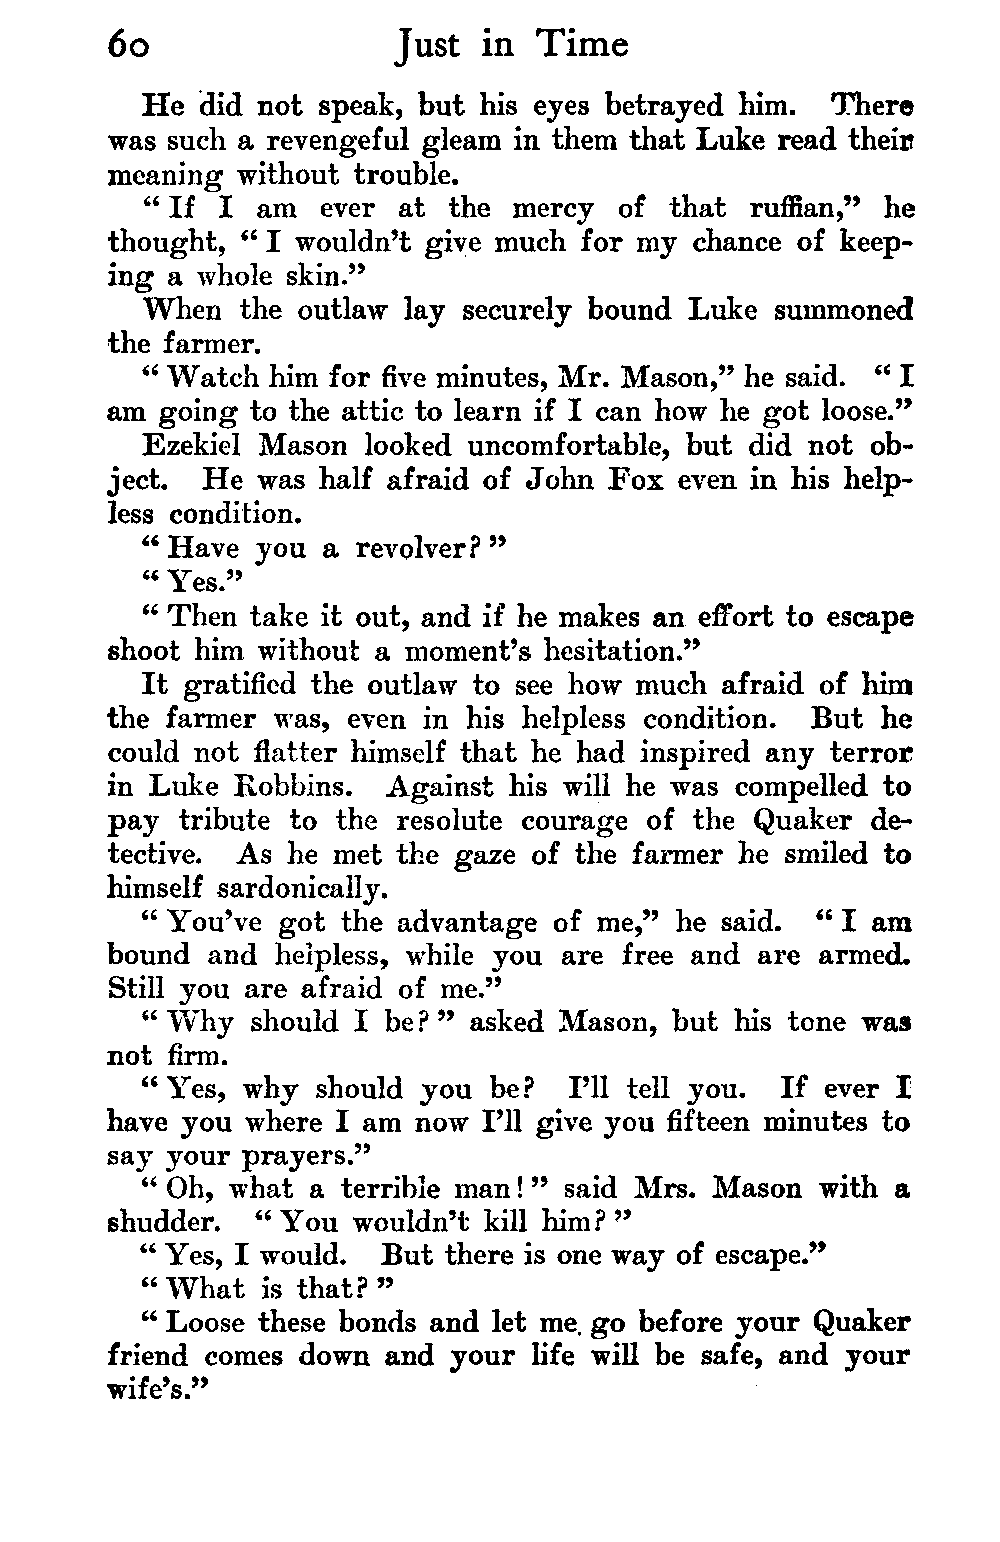 60 Just in Time
He did not speak, but his eyes betrayed him. There
was such a revengeful gleam in them that Luke read their
meaning without trouble.
“ If I am ever at the mercy of that ruffian,” he
thought, “ I wouldn’t give much for my chance of keep-
ing a whole skin.”
When the outlaw lay securely bound Luke summoned
the farmer.
“ Watch him for five minutes, Mr. Mason,” he said. “ I
am going to the attic to learn if I can how he got loose.”
Ezekiel Mason looked uncomfortable, but did not ob-
ject. He was half afraid of John Fox even in his help-
less condition.
“ Have you a revolver? ”
“ Yes.”
“ Then take it out, and if he makes an effort to escape
shoot him without a moment’s hesitation.”
It gratified the outlaw to see how much afraid of him
the farmer was, even in his helpless condition. But he
could not flatter himself that he had inspired any terror
in Luke Robbins. Against his will he was compelled to
pay tribute to the resolute courage of the Quaker de-
tective. As he met the gaze of the farmer he smiled to
himself sardonically.
“ You’ve got the advantage of me,” he said. “ I am
bound and helpless, while you are free and are armed.
Still you are afraid of me.”
“ Why should I be? ” asked Mason, but his tone was
not firm.
“ Yes, why should you be? I’ll tell you. If ever I
have you where I am now I’ll give you fifteen minutes to
say your prayers.”
“ Oh, what a terrible man! ” said Mrs. Mason with a
shudder. “ You wouldn’t kill him? ”
“ Yes, I would. But there is one way of escape.”
“ What is that? ”
“ Loose these bonds and let me go before your Quaker
friend comes down and your life will be safe, and your
wife’s.”